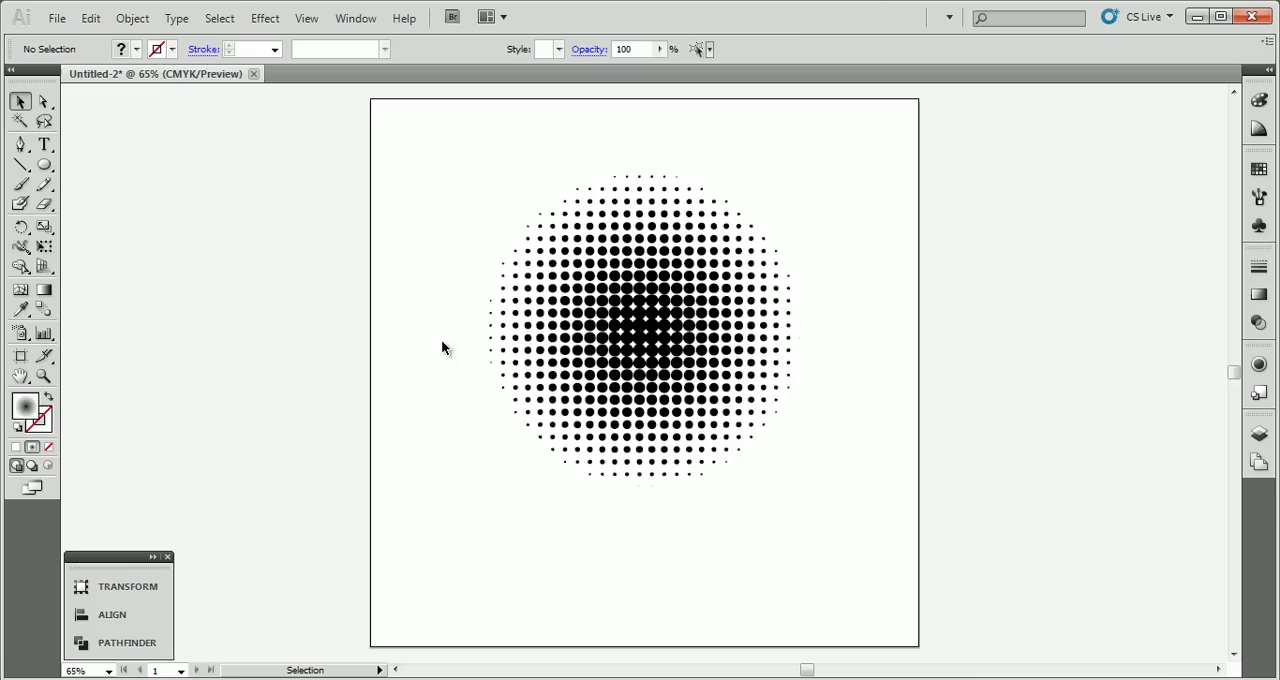 Ai File Edit Object Type Select Effect View Window Help Br CS Live
No Selection ? Stroke: Style: Opacity: 100 %
Untitled-2* @ 65% (CMYK/Preview)
T
TRANSFORM
ALIGN
PATHFINDER
65% 1 Selection